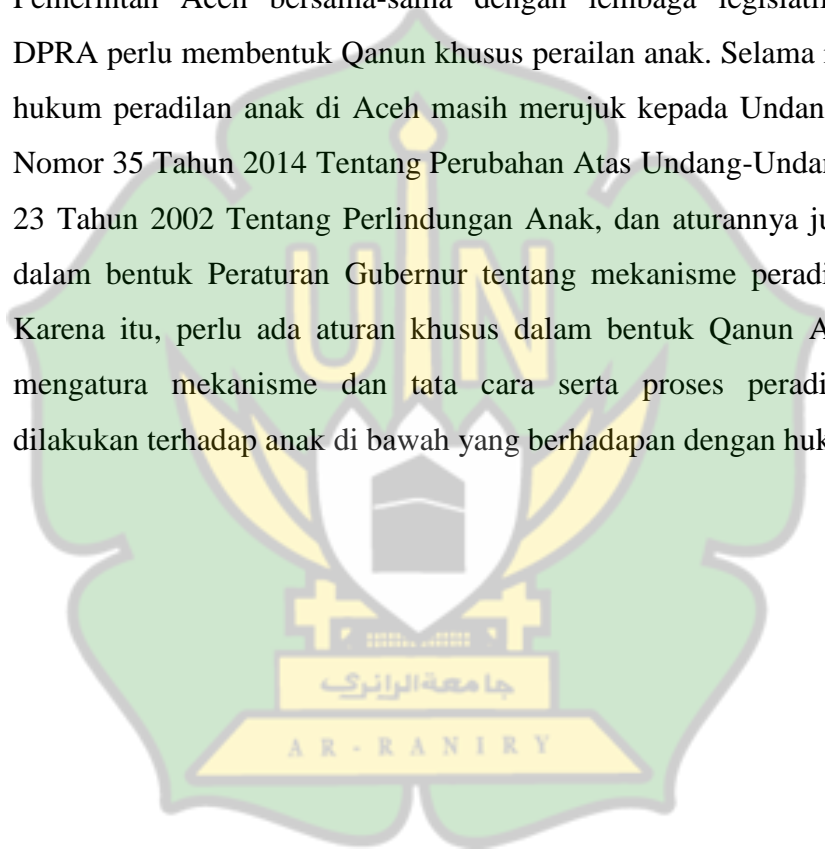 Pemerintah Aceh bersama-sama dengan lembaga legislatif
DPRA perlu membentuk Qanun khusus perailan anak. Selama
hukum peradilan anak di Aceh masih merujuk kepada Undan
Nomor 35 Tahun 2014 Tentang Perubahan Atas Undang-Undan
23 Tahun 2002 Tentang Perlindungan Anak, dan aturannya ju
dalam bentuk Peraturan Gubernur tentang mekanisme peradi
Karena itu, perlu ada aturan khusus dalam bentuk Qanun A
mengatura mekanisme dan tata cara serta proses peradi
dilakukan terhadap anak di bawah yang berhadapan dengan huk
UIN
جامعة الرانري
AR-RANIRY